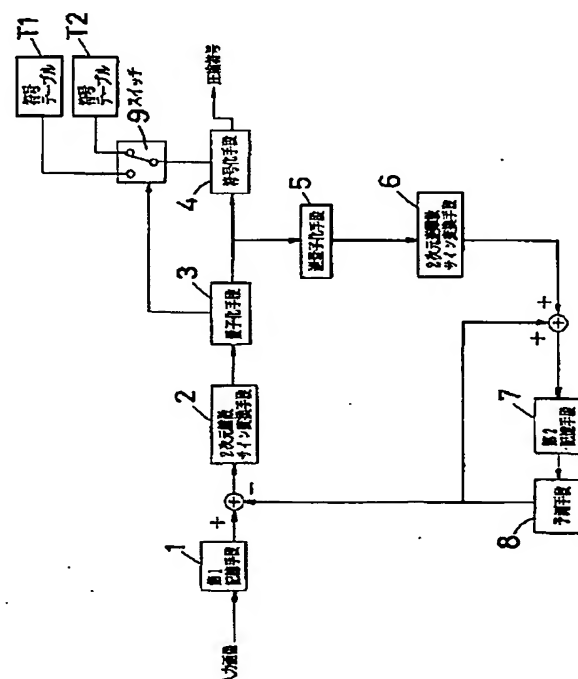 入力画像
1
第1
記憶手段
+
-
2
2次元離散
サイン変換手段
3
量子化手段
4
符号化手段
圧縮符号
9 スイッチ
T1
符号
テーブル
T2
符号
テーブル
5
逆量子化手段
6
2次元逆離散
サイン変換手段
+
+
7
第2
記憶手段
8
予測手段